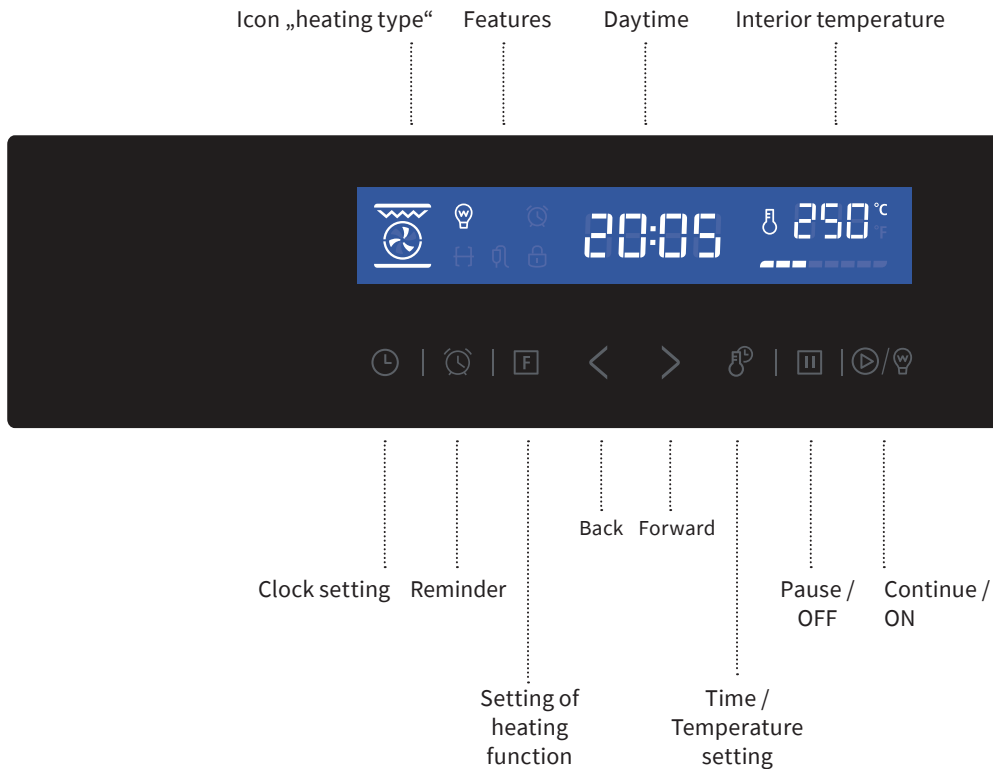 Icon „heating type“ Features Daytime Interior temperature
W 20:05 250 °C
°F
F W
Back Forward
Clock setting Reminder Pause / Continue /
OFF ON
Setting of Time /
heating Temperature
function setting